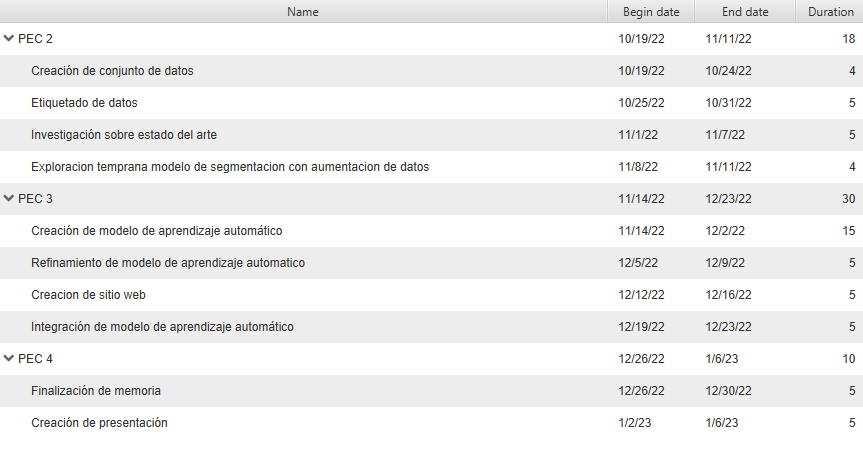 Name Begin date End date Duration
PEC 2 10/19/22 11/11/22 18
Creación de conjunto de datos 10/19/22 10/24/22 4
Etiquetado de datos 10/25/22 10/31/22 5
Investigación sobre estado del arte 11/1/22 11/7/22 5
Exploracion temprana modelo de segmentacion con aumentacion de datos 11/8/22 11/11/22 4
PEC 3 11/14/22 12/23/22 30
Creación de modelo de aprendizaje automático 11/14/22 12/2/22 15
Refinamiento de modelo de aprendizaje automatico 12/5/22 12/9/22 5
Creacion de sitio web 12/12/22 12/16/22 5
Integración de modelo de aprendizaje automático 12/19/22 12/23/22 5
PEC 4 12/26/22 1/6/23 10
Finalización de memoria 12/26/22 12/30/22 5
Creación de presentación 1/2/23 1/6/23 5